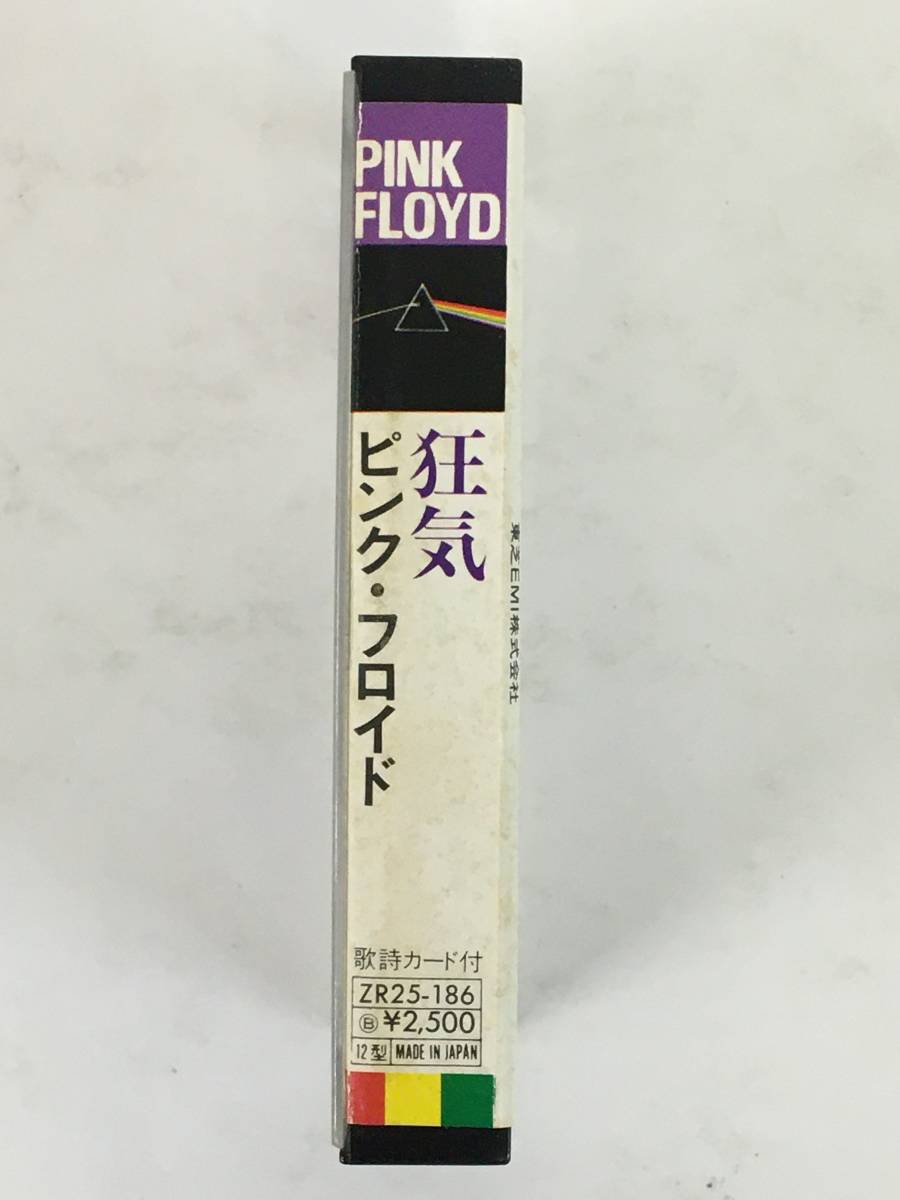 PINK
FLOYD
狂気
ピンク・フロイド
東芝EMI株式会社
歌詩カード付
ZR25-186
Ⓑ ¥2,500
12型 MADE IN JAPAN